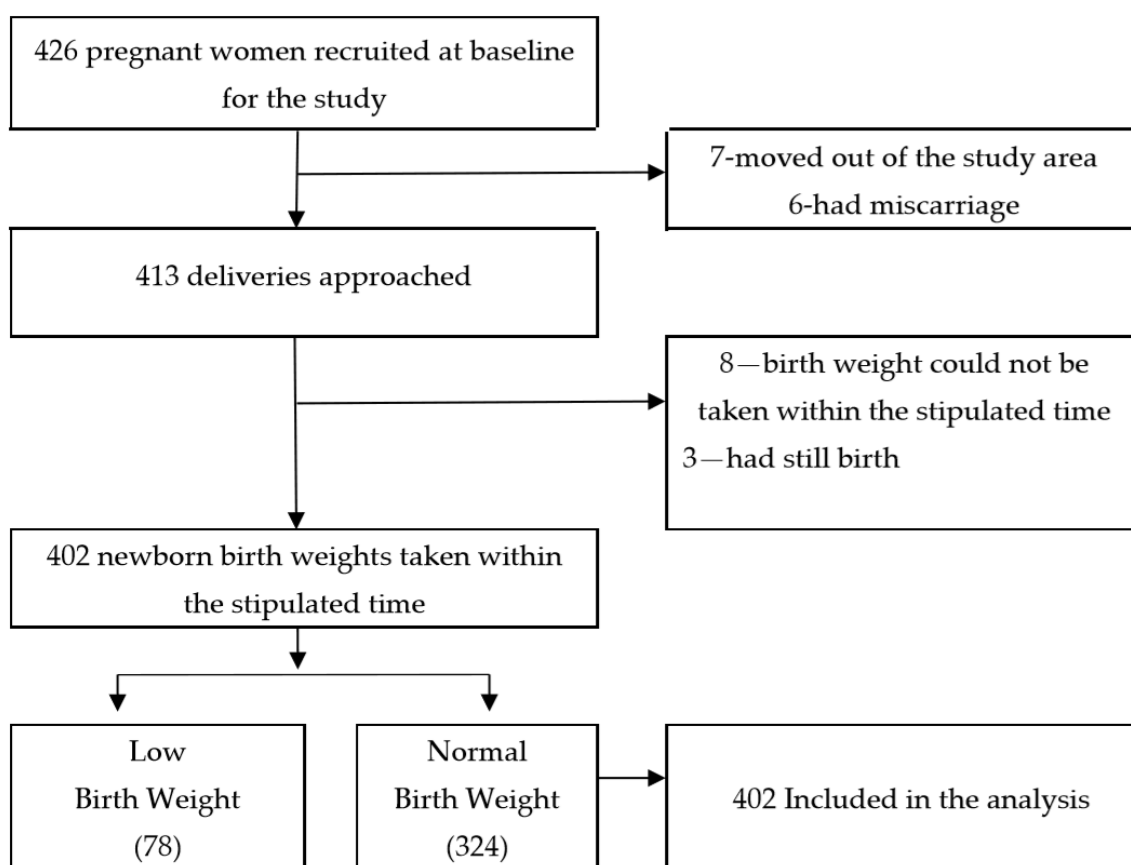 426 pregnant women recruited at baseline
for the study
7-moved out of the study area
6-had miscarriage
413 deliveries approached
8—birth weight could not be
taken within the stipulated time
3—had still birth
402 newborn birth weights taken within
the stipulated time
Low
Birth Weight
(78)
Normal
Birth Weight
(324)
402 Included in the analysis